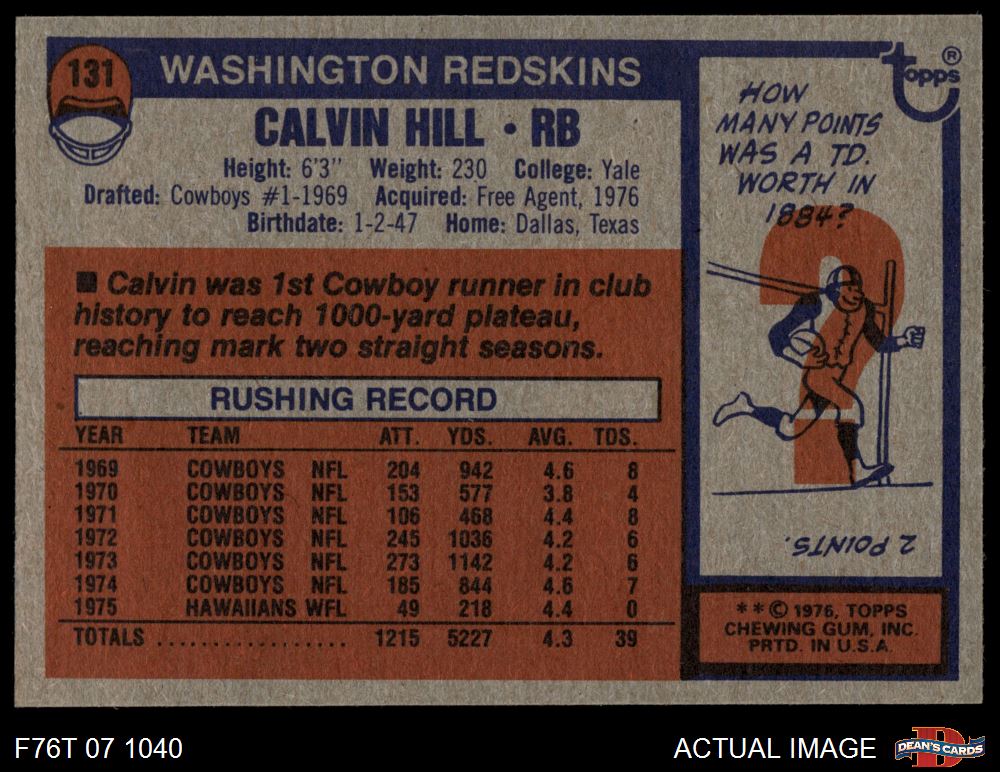 131
WASHINGTON REDSKINS
CALVIN HILL • RB
Height: 6'3" Weight: 230 College: Yale
Drafted: Cowboys #1-1969 Acquired: Free Agent, 1976
Birthdate: 1-2-47 Home: Dallas, Texas
■ Calvin was 1st Cowboy runner in club
history to reach 1000-yard plateau,
reaching mark two straight seasons.
RUSHING RECORD
YEAR TEAM ATT. YDS. AVG. TDS.
1969 COWBOYS NFL 204 942 4.6 8
1970 COWBOYS NFL 153 577 3.8 4
1971 COWBOYS NFL 106 468 4.4 8
1972 COWBOYS NFL 245 1036 4.2 6
1973 COWBOYS NFL 273 1142 4.2 6
1974 COWBOYS NFL 185 844 4.6 7
1975 HAWAIIANS WFL 49 218 4.4 0
TOTALS ................. 1215 5227 4.3 39
topps®
HOW
MANY POINTS
WAS A TD.
WORTH IN
1884?
?
2 POINTS.
**© 1976, TOPPS
CHEWING GUM, INC.
PRTD. IN U.S.A.
F76T 07 1040
ACTUAL IMAGE
D
DEAN'S CARDS